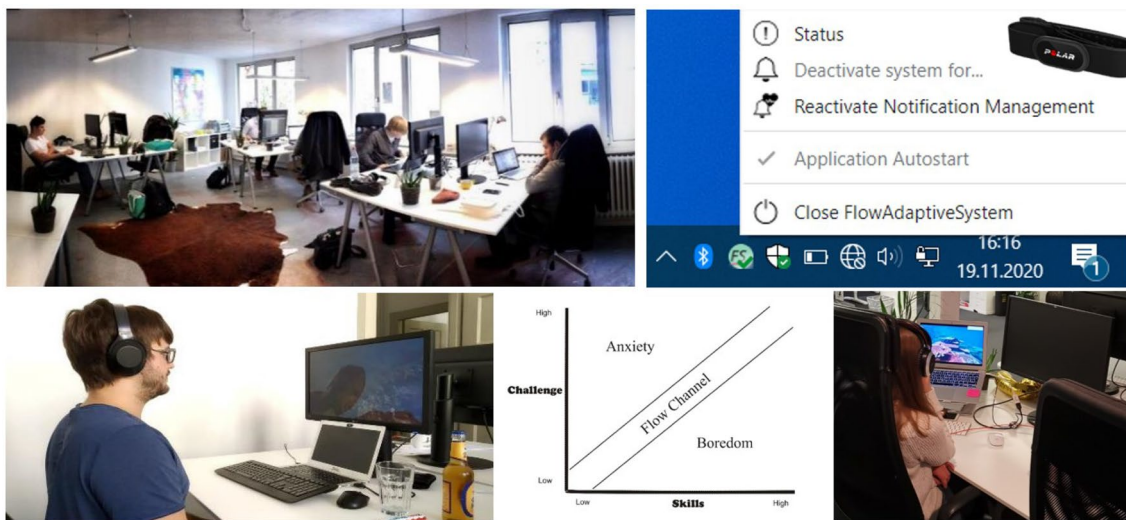 Status
POLAR
Deactivate system for...
Reactivate Notification Management
Application Autostart
Close FlowAdaptiveSystem
FS
16:16
19.11.2020
1
High
Anxiety
Challenge
Flow Channel
Boredom
Low
Low
Skills
High